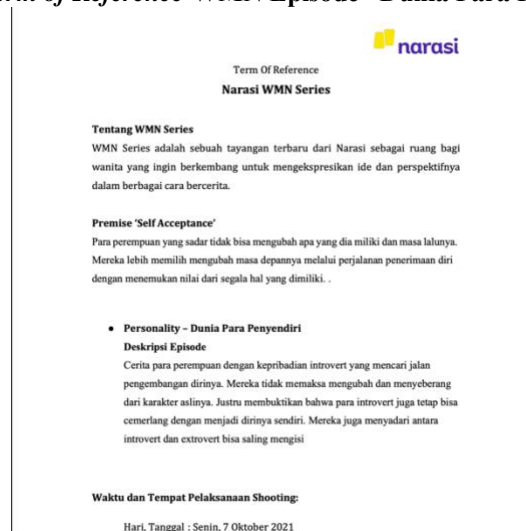 Term Of Reference
narasi
Term Of Reference
Narasi WMN Series
Tentang WMN Series
WMN Series adalah sebuah tayangan terbaru dari Narasi sebagai ruang bagi
wanita yang ingin berkembang untuk mengekspresikan ide dan perspektifnya
dalam berbagai cara bercerita.
Premise 'Self Acceptance'
Para perempuan yang sadar tidak bisa mengubah apa yang dia miliki dan masa lalunya.
Mereka lebih memilih mengubah masa depannya melalui perjalanan penerimaan diri
dengan menemukan nilai dari segala hal yang dimiliki. .
• Personality – Dunia Para Penyendiri
Deskripsi Episode
Cerita para perempuan dengan kepribadian introvert yang mencari jalan
pengembangan dirinya. Mereka tidak memaksa mengubah dan menyeberang
dari karakter aslinya. Justru membuktikan bahwa para introvert juga tetap bisa
cemerlang dengan menjadi dirinya sendiri. Mereka juga menyadari antara
introvert dan extrovert bisa saling mengisi
Waktu dan Tempat Pelaksanaan Shooting:
Hari, Tanggal : Senin, 7 Oktober 2021